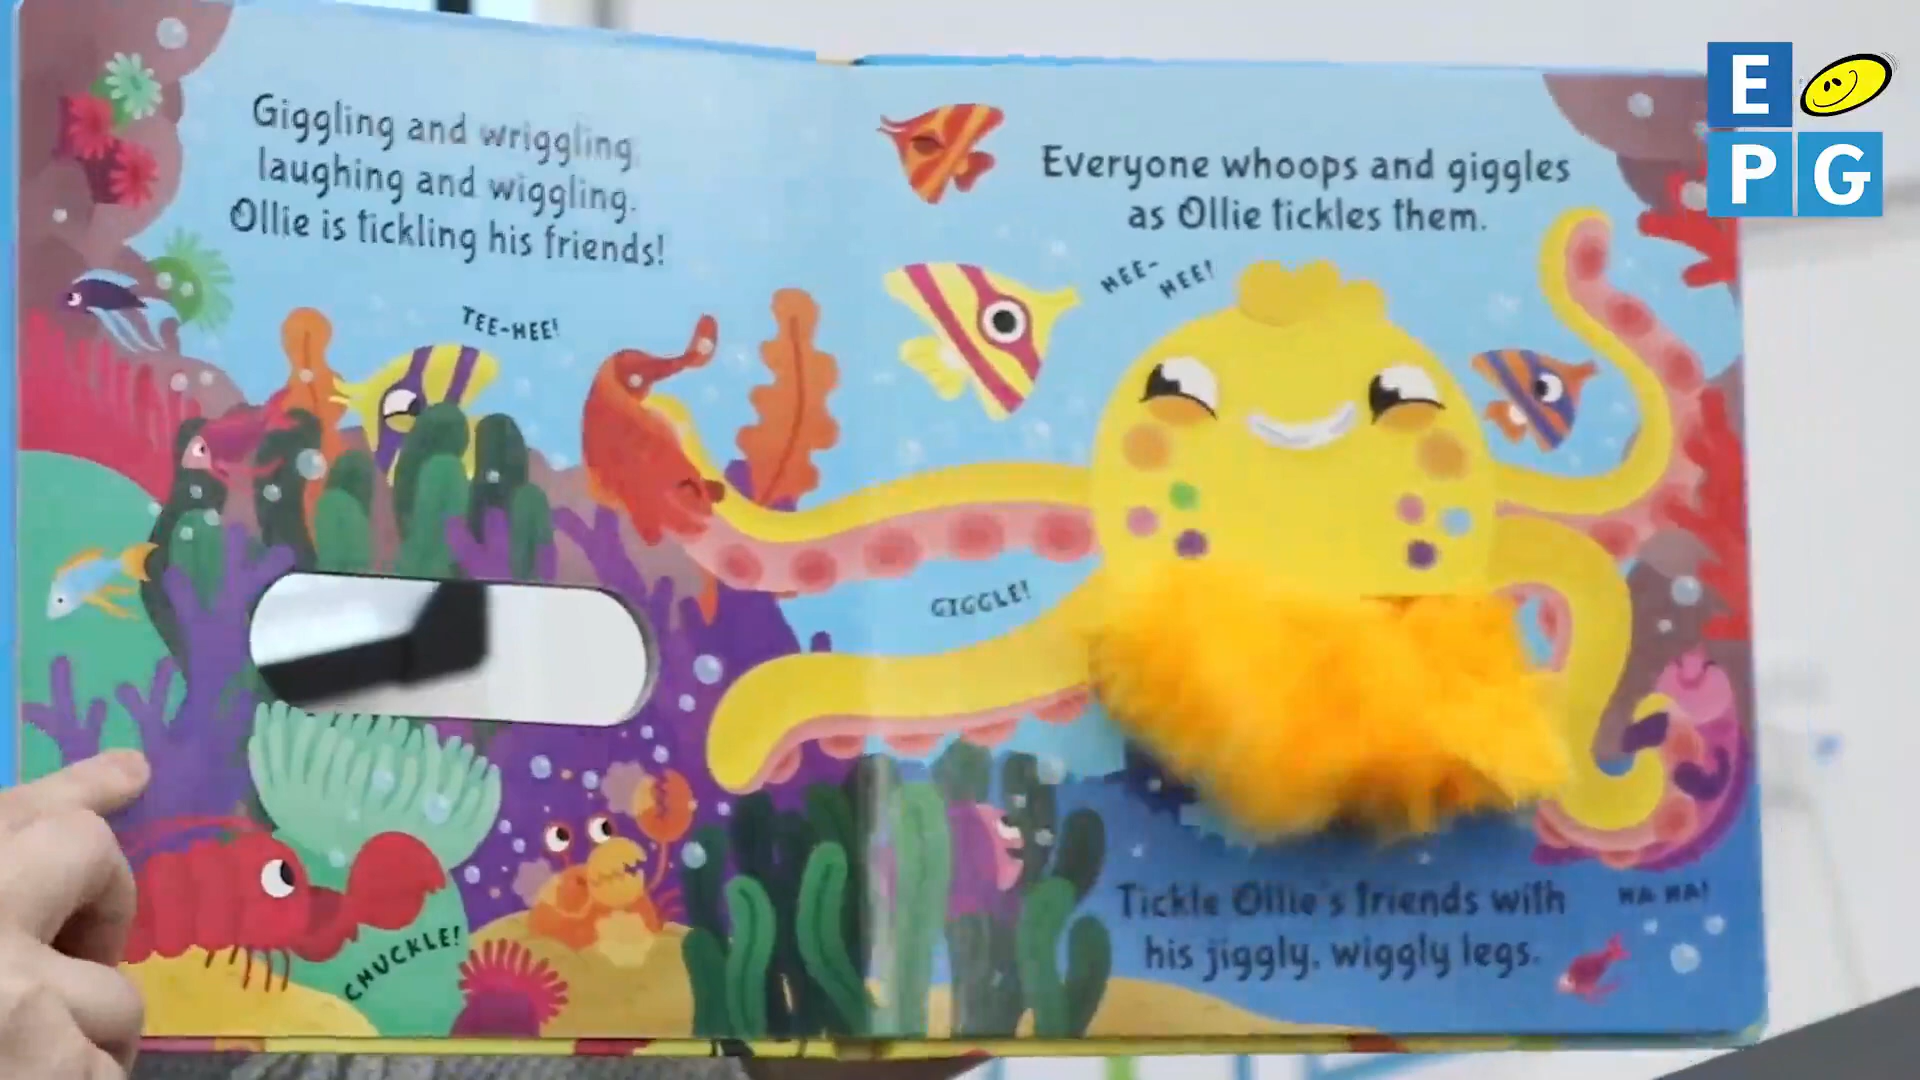 Giggling and wriggling,
laughing and wiggling.
Ollie is tickling his friends!
TEE-HEE!
CHUCKLE!
Everyone whoops and giggles
as Ollie tickles them.
HEE-
HEE!
GIGGLE!
Tickle Ollie's friends with
his jiggly, wiggly legs.
HA HA!
E
PG